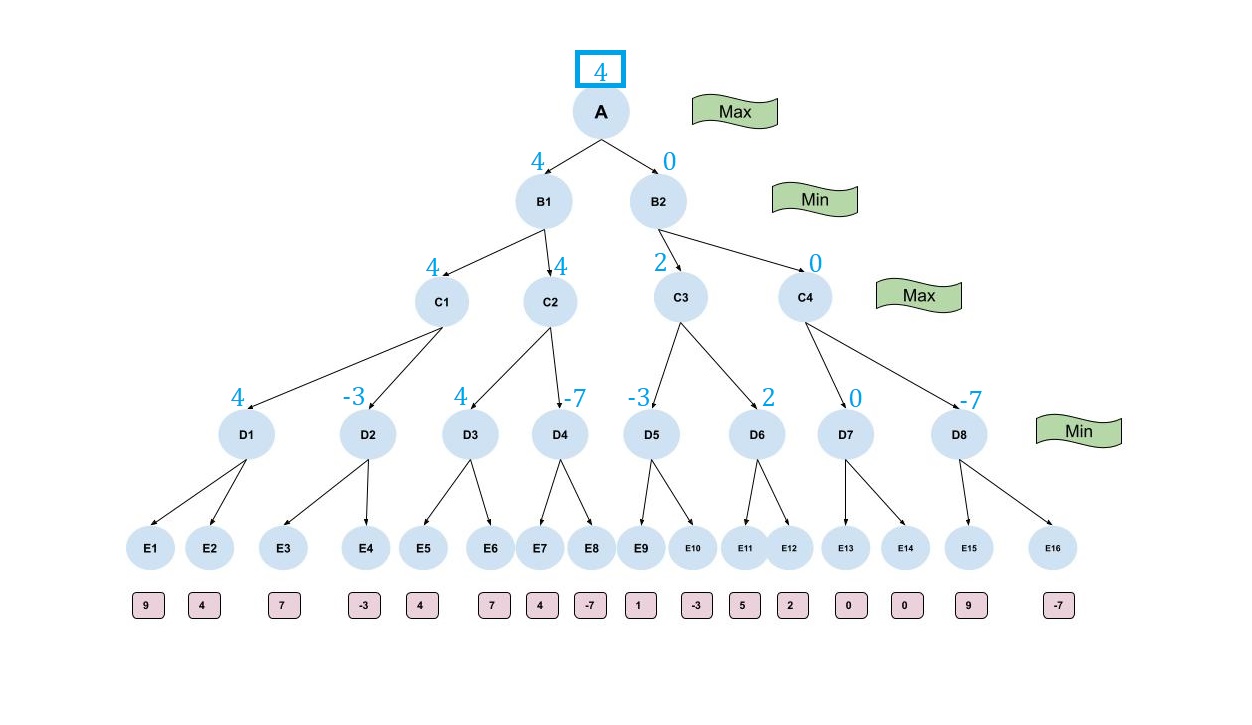 4
A Max
4 0
B1 B2 Min
4 4 2 0
C1 C2 C3 C4 Max
4 -3 4 -7 -3 2 0 -7
D1 D2 D3 D4 D5 D6 D7 D8 Min
E1 E2 E3 E4 E5 E6 E7 E8 E9 E10 E11 E12 E13 E14 E15 E16
9 4 7 -3 4 7 4 -7 1 -3 5 2 0 0 9 -7